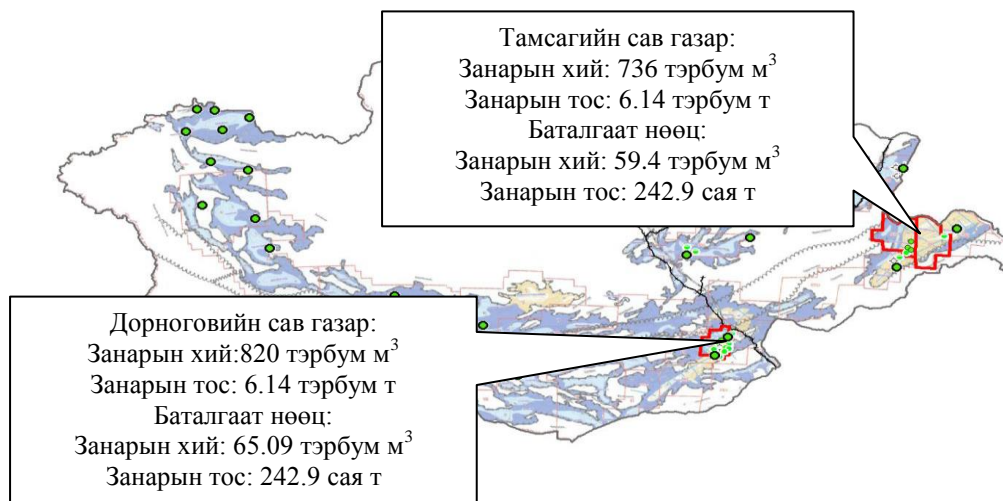 Тамсагийн сав газар:
Занарын хий: 736 тэрбум м³
Занарын тос: 6.14 тэрбум т
Баталгаат нөөц:
Занарын хий: 59.4 тэрбум м³
Занарын тос: 242.9 сая т
Дорноговийн сав газар:
Занарын хий:820 тэрбум м³
Занарын тос: 6.14 тэрбум т
Баталгаат нөөц:
Занарын хий: 65.09 тэрбум м³
Занарын тос: 242.9 сая т